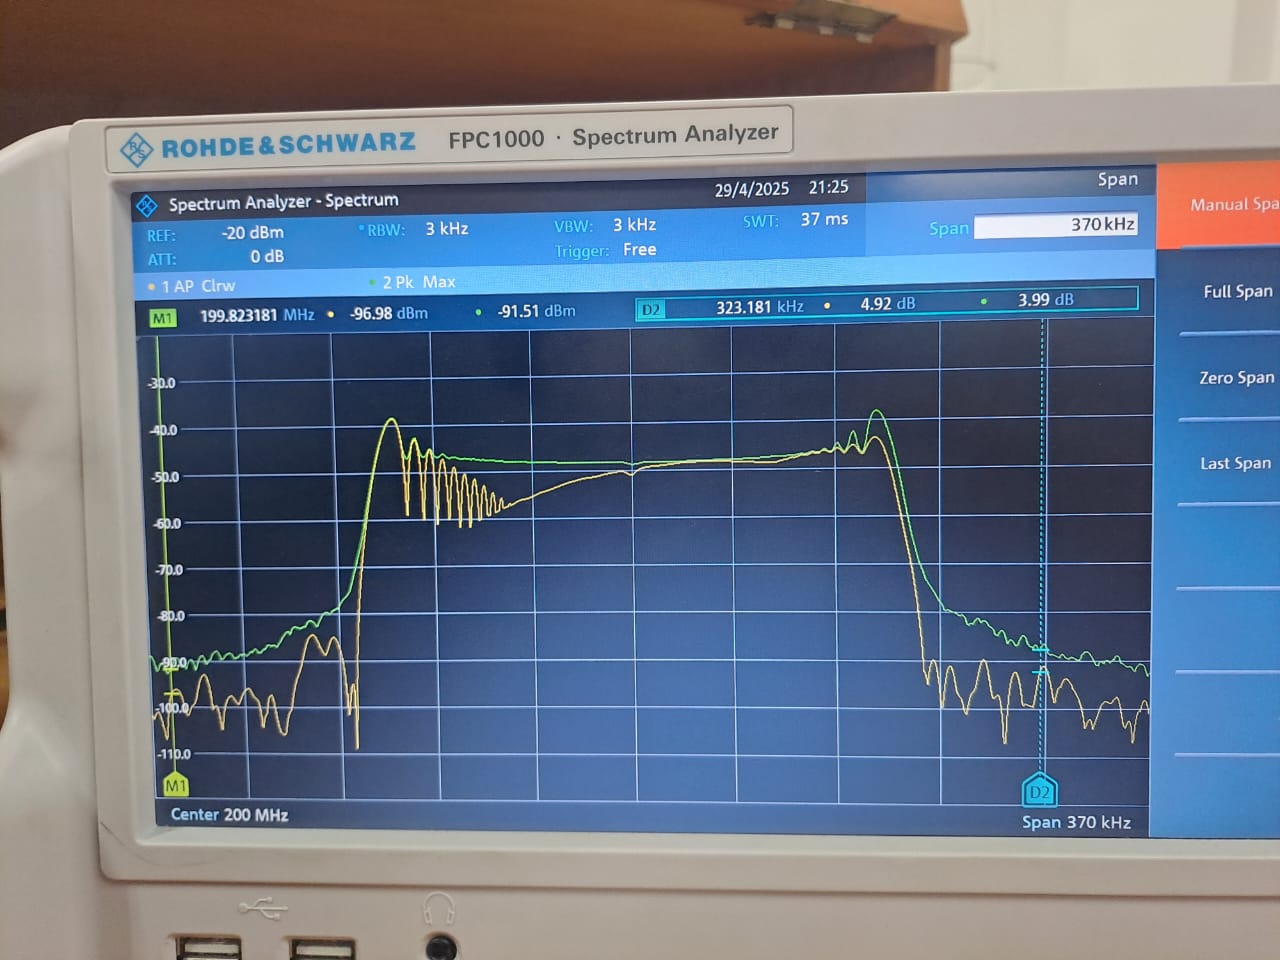 ROHDE & SCHWARZ FPC1000 · Spectrum Analyzer
Spectrum Analyzer - Spectrum 29/4/2025 21:25 Span
REF: -20 dBm RBW: 3 kHz VBW: 3 kHz SWT: 37 ms Span 370 kHz
ATT: 0 dB Trigger: Free
1 AP Clrw 2 Pk Max
M1 199.823181 MHz -96.98 dBm -91.51 dBm D2 323.181 kHz 4.92 dB 3.99 dB
-30.0
-40.0
-50.0
-60.0
-70.0
-80.0
-90.0
-100.0
-110.0
M1 D2
Center 200 MHz Span 370 kHz
Manual Spa
Full Span
Zero Span
Last Span